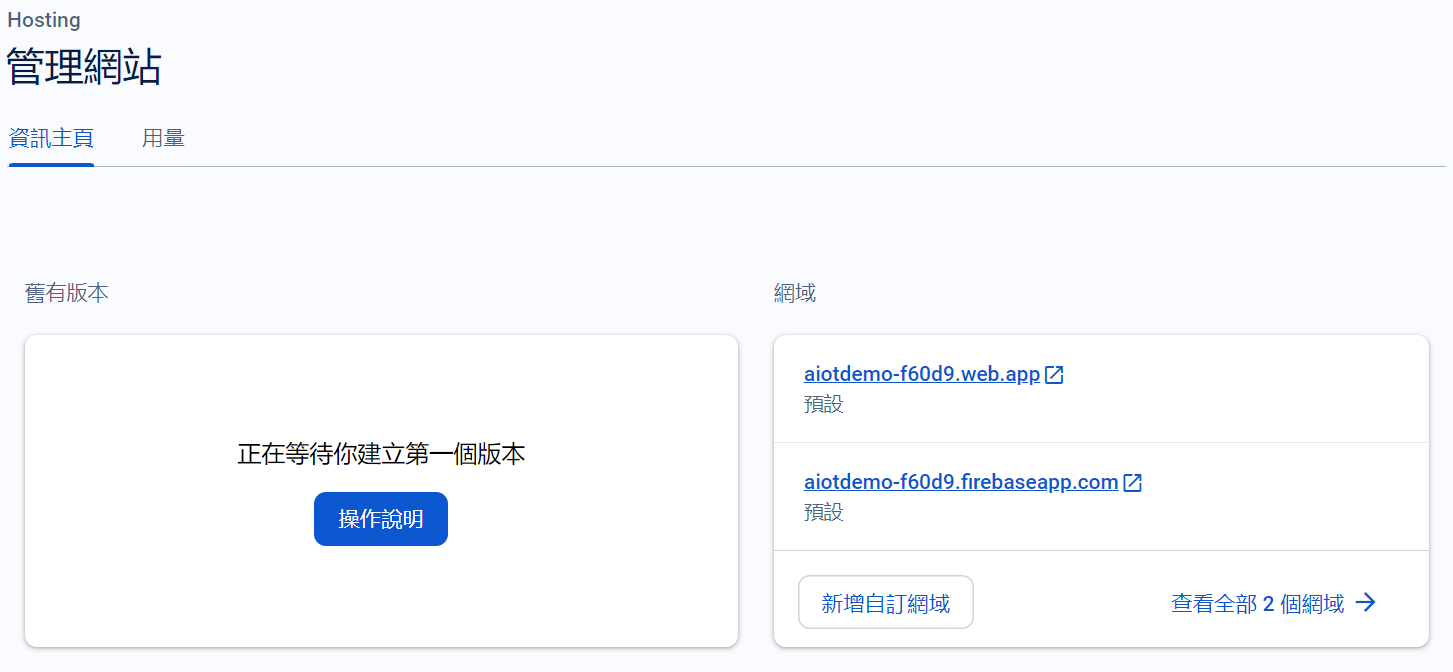 Hosting
管理網站
資訊主頁
用量
舊有版本
正在等待你建立第一個版本
操作說明
網域
aiotdemo-f60d9.web.app
預設
aiotdemo-f60d9.firebaseapp.com
預設
新增自訂網域
查看全部 2 個網域